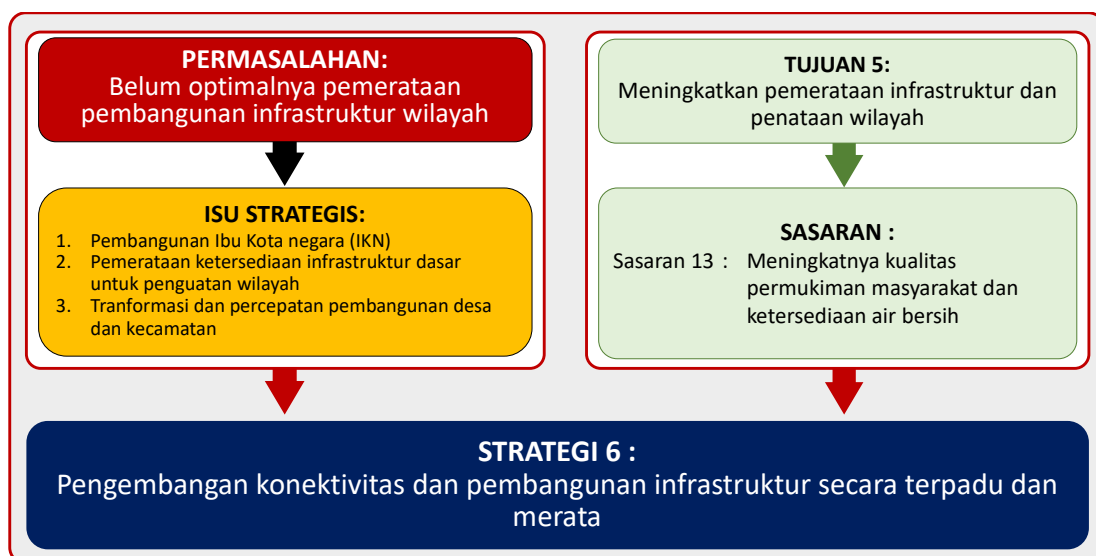 PERMASALAHAN:
Belum optimalnya pemerataan
pembangunan infrastruktur wilayah
ISU STRATEGIS:
1. Pembangunan Ibu Kota negara (IKN)
2. Pemerataan ketersediaan infrastruktur dasar
untuk penguatan wilayah
3. Tranformasi dan percepatan pembangunan desa
dan kecamatan
TUJUAN 5:
Meningkatkan pemerataan infrastruktur dan
penataan wilayah
SASARAN :
Sasaran 13 : Meningkatnya kualitas
permukiman masyarakat dan
ketersediaan air bersih
STRATEGI 6 :
Pengembangan konektivitas dan pembangunan infrastruktur secara terpadu dan
merata